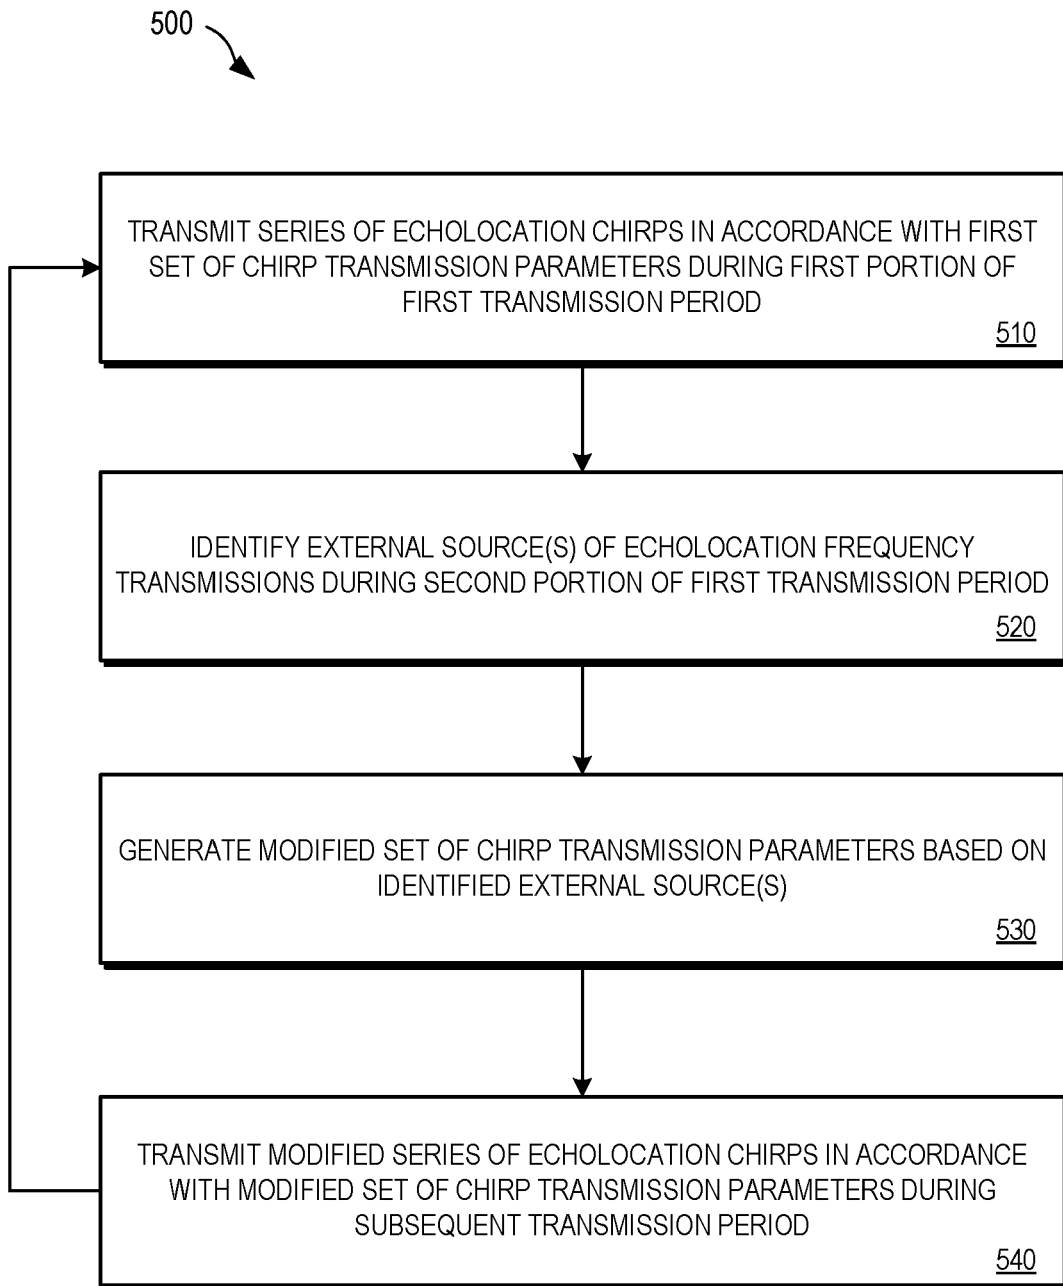 500
TRANSMIT SERIES OF ECHOLOCATION CHIRPS IN ACCORDANCE WITH FIRST
SET OF CHIRP TRANSMISSION PARAMETERS DURING FIRST PORTION OF
FIRST TRANSMISSION PERIOD
510
IDENTIFY EXTERNAL SOURCE(S) OF ECHOLOCATION FREQUENCY
TRANSMISSIONS DURING SECOND PORTION OF FIRST TRANSMISSION PERIOD
520
GENERATE MODIFIED SET OF CHIRP TRANSMISSION PARAMETERS BASED ON
IDENTIFIED EXTERNAL SOURCE(S)
530
TRANSMIT MODIFIED SERIES OF ECHOLOCATION CHIRPS IN ACCORDANCE
WITH MODIFIED SET OF CHIRP TRANSMISSION PARAMETERS DURING
SUBSEQUENT TRANSMISSION PERIOD
540